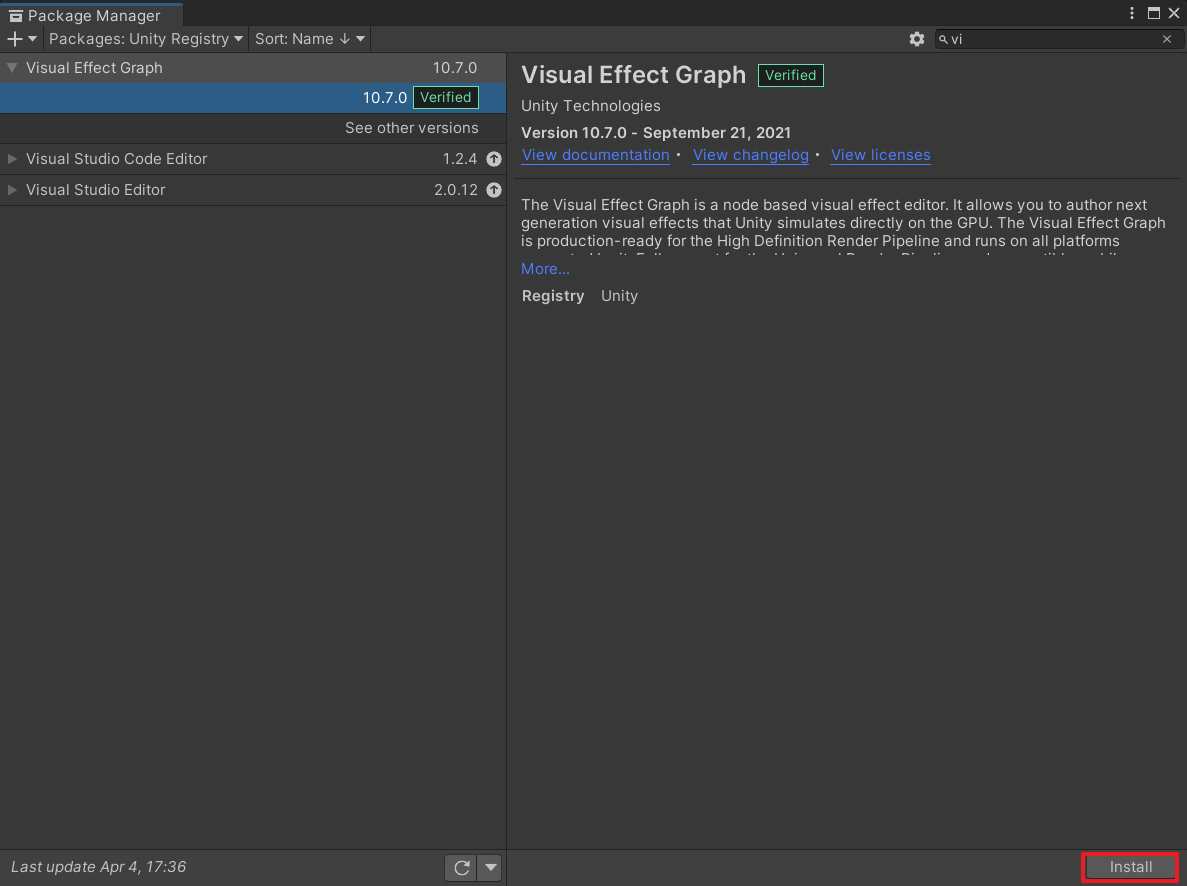 Package Manager
Packages: Unity Registry Sort: Name ↓ vi
Visual Effect Graph 10.7.0
10.7.0 Verified
See other versions
Visual Studio Code Editor 1.2.4
Visual Studio Editor 2.0.12
Visual Effect Graph Verified
Unity Technologies
Version 10.7.0 - September 21, 2021
View documentation • View changelog • View licenses
The Visual Effect Graph is a node based visual effect editor. It allows you to author next
generation visual effects that Unity simulates directly on the GPU. The Visual Effect Graph
is production-ready for the High Definition Render Pipeline and runs on all platforms
More...
Registry Unity
Last update Apr 4, 17:36
Install